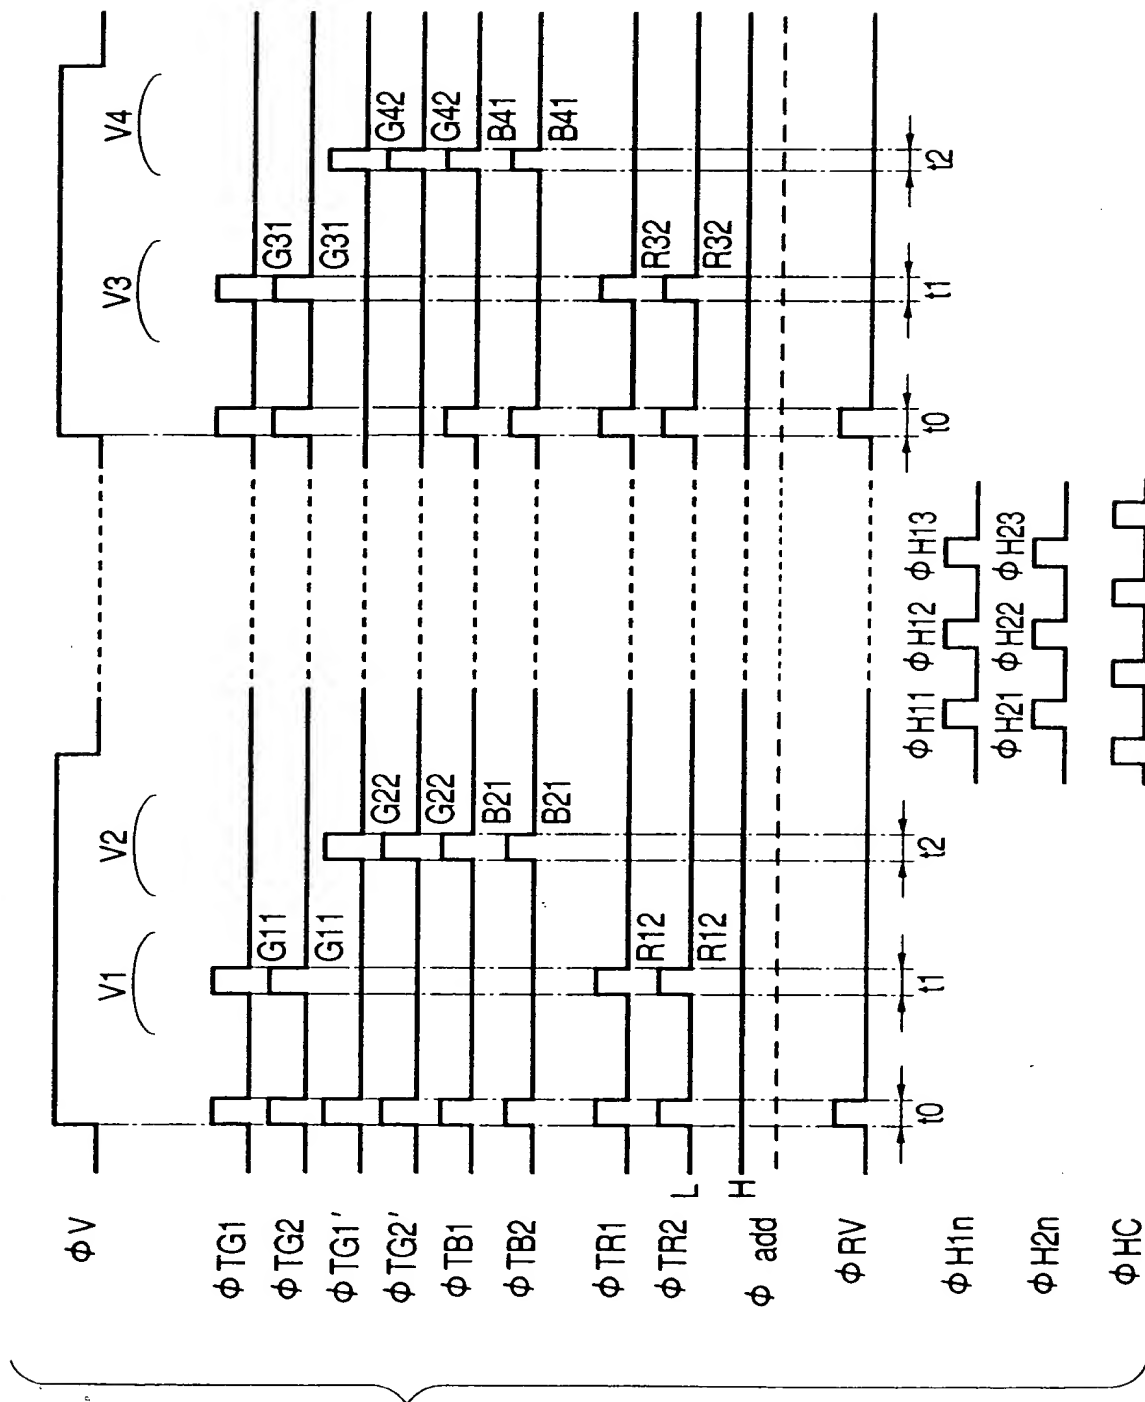 φV V1 V2 V3 V4
φTG1 G11 G31
φTG2 G11 G31
φTG1' G22 G42
φTG2' G22 G42
φTB1 B21 B41
φTB2 B21 B41
φTR1 R12 R32
φTR2 L R12 R32
φ add H
φRV
t0 t1 t2 t0 t1 t2
φH1n φH11 φH12 φH13
φH2n φH21 φH22 φH23
φHC